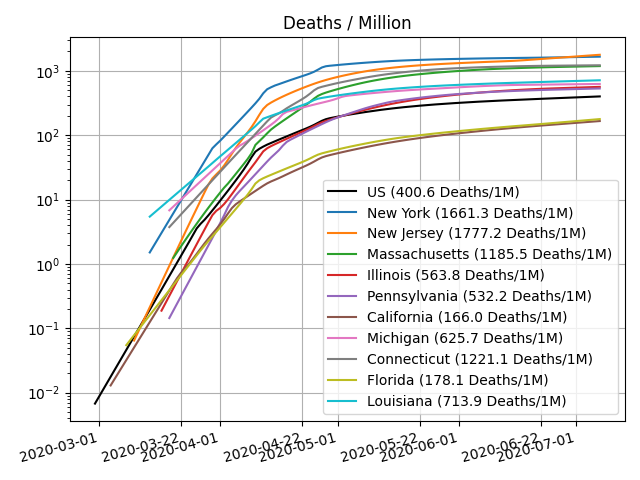 Deaths / Million
10³
10²
10¹
10⁰
10⁻¹
10⁻²
US (400.6 Deaths/1M)
New York (1661.3 Deaths/1M)
New Jersey (1777.2 Deaths/1M)
Massachusetts (1185.5 Deaths/1M)
Illinois (563.8 Deaths/1M)
Pennsylvania (532.2 Deaths/1M)
California (166.0 Deaths/1M)
Michigan (625.7 Deaths/1M)
Connecticut (1221.1 Deaths/1M)
Florida (178.1 Deaths/1M)
Louisiana (713.9 Deaths/1M)
2020-03-01
2020-03-22
2020-04-01
2020-04-22
2020-05-01
2020-05-22
2020-06-01
2020-06-22
2020-07-01